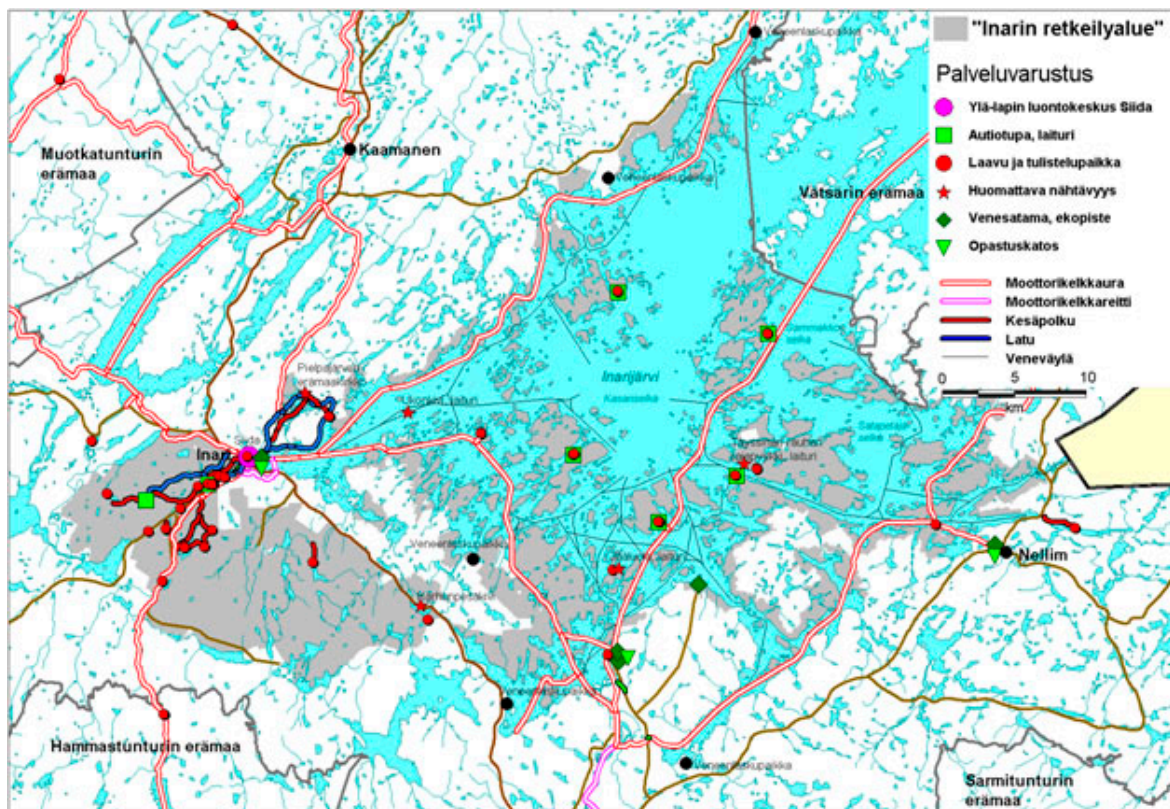 "Inarin retkeilyalue"
Palveluvarustus
Ylä-lapin luontokeskus Siida
Autiotupa, laituri
Laavu ja tulistelupaikka
Huomattava nähtävyys
Venesatama, ekopiste
Opastuskatos
Moottorikelkkaura
Moottorikelkkareitti
Kesäpolku
Latu
Veneväylä
0 5 10
km
Veneenlaskupaikka
Muotkatunturin
erämaa
Kaamanen
Veneenlaskupaikka
Vätsärin erämaa
Inarijärvi
Kasariselkä
Pielpajärven
Siida
Inari
Veneenlaskupaikka
Nellim
Veneenlaskupaikka
Hammastunturin erämaa
Veneenlaskupaikka
Sarmitunturin
erämaa